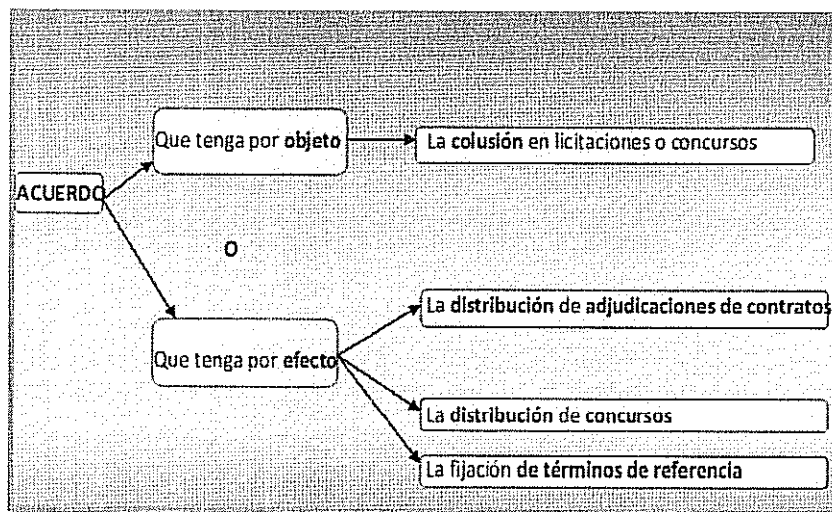 Que tenga por objeto
La colusión en licitaciones o concursos
ACUERDO
O
La distribución de adjudicaciones de contratos
Que tenga por efecto
La distribución de concursos
La fijación de términos de referencia